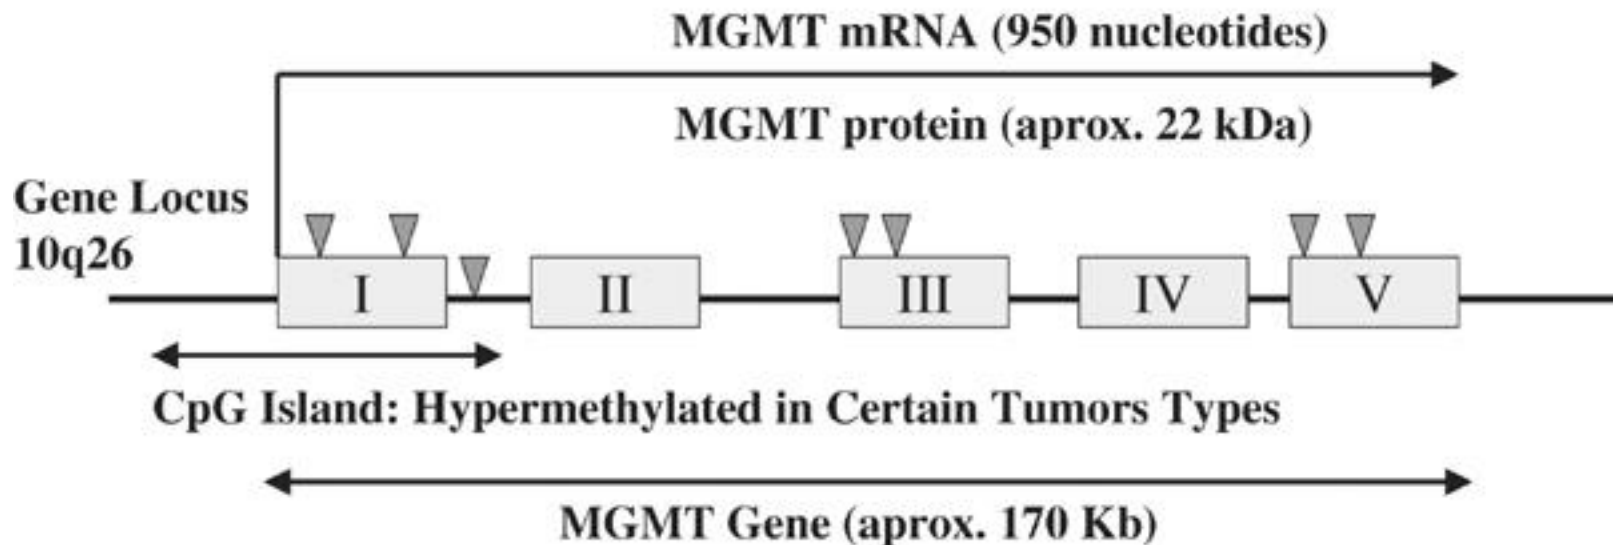 MGMT mRNA (950 nucleotides)
MGMT protein (aprox. 22 kDa)
Gene Locus
10q26
I II III IV V
CpG Island: Hypermethylated in Certain Tumors Types
MGMT Gene (aprox. 170 Kb)